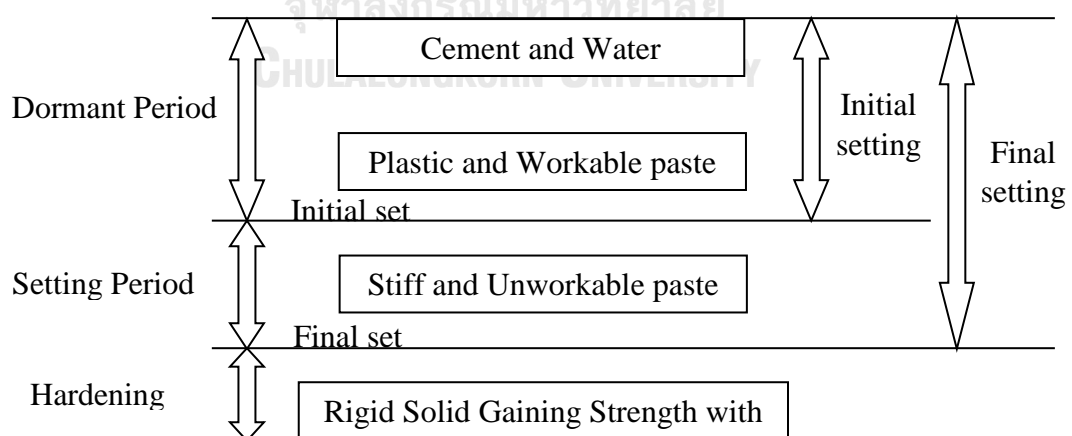 จุฬาลงกรณ์มหาวิทยาลัย
CHULALONGKORN UNIVERSITY
Cement and Water
Dormant Period
Initial
setting
Plastic and Workable paste
Final
setting
Initial set
Setting Period
Stiff and Unworkable paste
Final set
Hardening
Rigid Solid Gaining Strength with